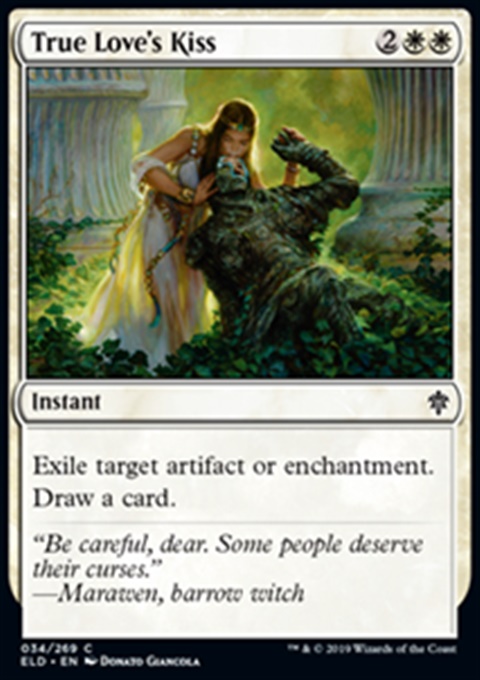 True Love's Kiss 2
Instant
Exile target artifact or enchantment.
Draw a card.
"Be careful, dear. Some people deserve
their curses."
—Marawen, barrow witch
034/269 C
ELD • EN Donato Giancola
™ & © 2019 Wizards of the Coast